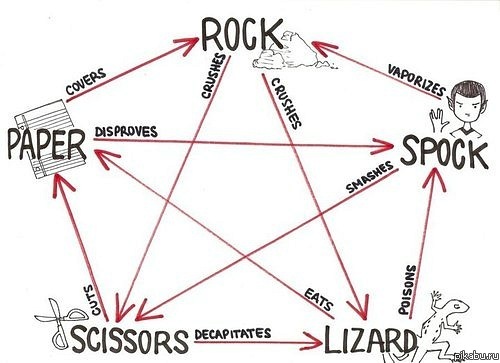 ROCK
COVERS
CRUSHES
CRUSHES
VAPORIZES
PAPER
DISPROVES
SPOCK
SMASHES
CUTS
EATS
POISONS
SCISSORS
DECAPITATES
LIZARD
pikabu.ru